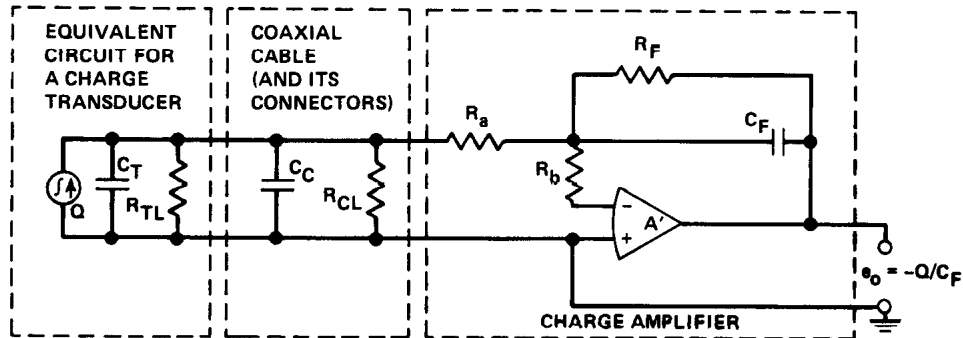 EQUIVALENT
CIRCUIT FOR
A CHARGE
TRANSDUCER
COAXIAL
CABLE
(AND ITS
CONNECTORS)
R_F
R_a
C_F
C_T
C_C
R_b
R_TL
Q
R_CL
−
A'
+
e_o = -Q/C_F
CHARGE AMPLIFIER